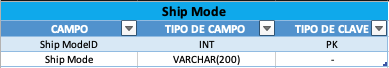 Ship Mode
CAMPO TIPO DE CAMPO TIPO DE CLAVE
Ship ModeID INT PK
Ship Mode VARCHAR(200) -